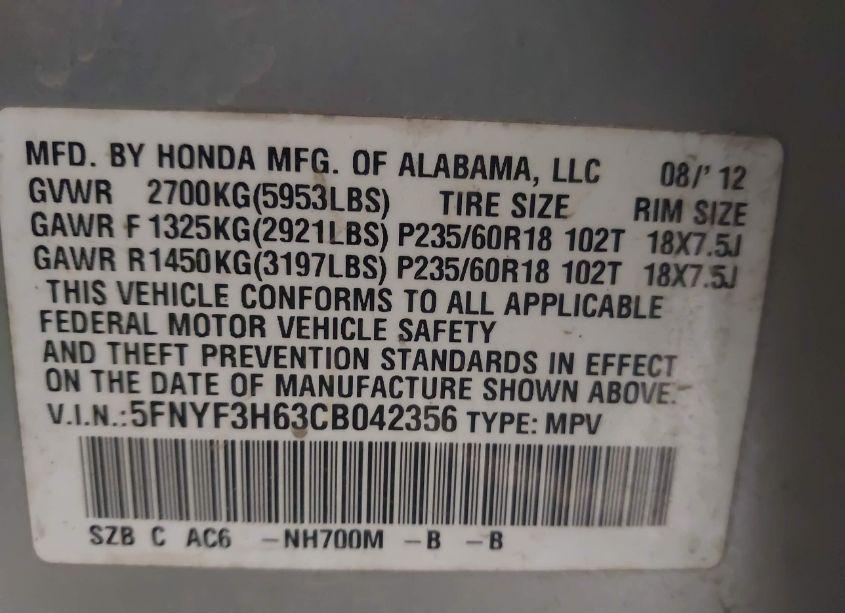 MFD. BY HONDA MFG. OF ALABAMA, LLC 08/' 12
GVWR 2700KG(5953LBS) TIRE SIZE RIM SIZE
GAWR F 1325KG(2921LBS) P235/60R18 102T 18X7.5J
GAWR R1450KG(3197LBS) P235/60R18 102T 18X7.5J
THIS VEHICLE CONFORMS TO ALL APPLICABLE
FEDERAL MOTOR VEHICLE SAFETY
AND THEFT PREVENTION STANDARDS IN EFFECT
ON THE DATE OF MANUFACTURE SHOWN ABOVE.
V.I.N.:5FNYF3H63CB042356 TYPE: MPV
SZB C AC6 -NH700M -B -B